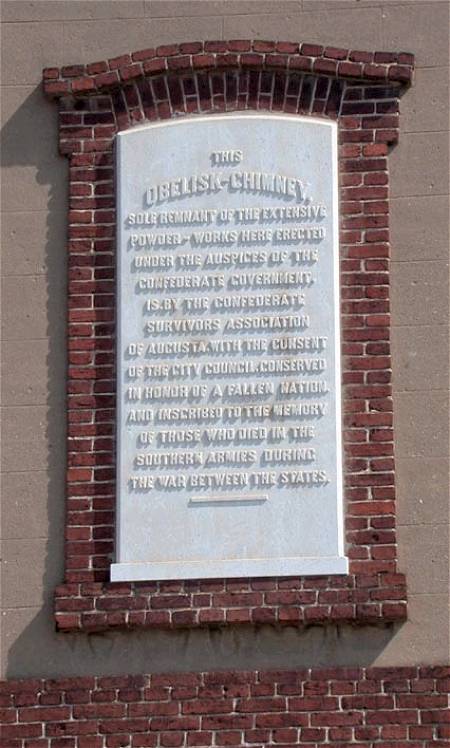 THIS
OBELISK-CHIMNEY,
SOLE REMNANT OF THE EXTENSIVE
POWDER-WORKS HERE ERECTED
UNDER THE AUSPICES OF THE
CONFEDERATE GOVERNMENT,
IS, BY THE CONFEDERATE
SURVIVORS ASSOCIATION
OF AUGUSTA, WITH THE CONSENT
OF THE CITY COUNCIL, CONSERVED
IN HONOR OF A FALLEN NATION,
AND INSCRIBED TO THE MEMORY
OF THOSE WHO DIED IN THE
SOUTHERN ARMIES DURING
THE WAR BETWEEN THE STATES.